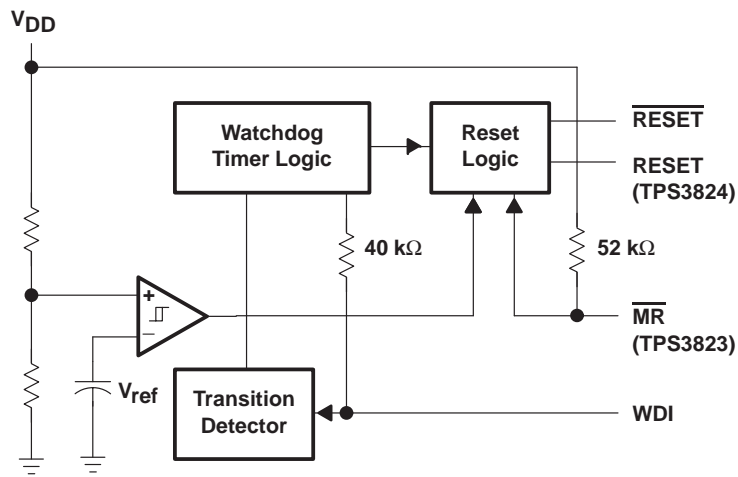 VDD
Watchdog
Timer Logic
Reset
Logic
RESET
RESET
(TPS3824)
40 kΩ
52 kΩ
+
−
MR
(TPS3823)
Vref
Transition
Detector
WDI